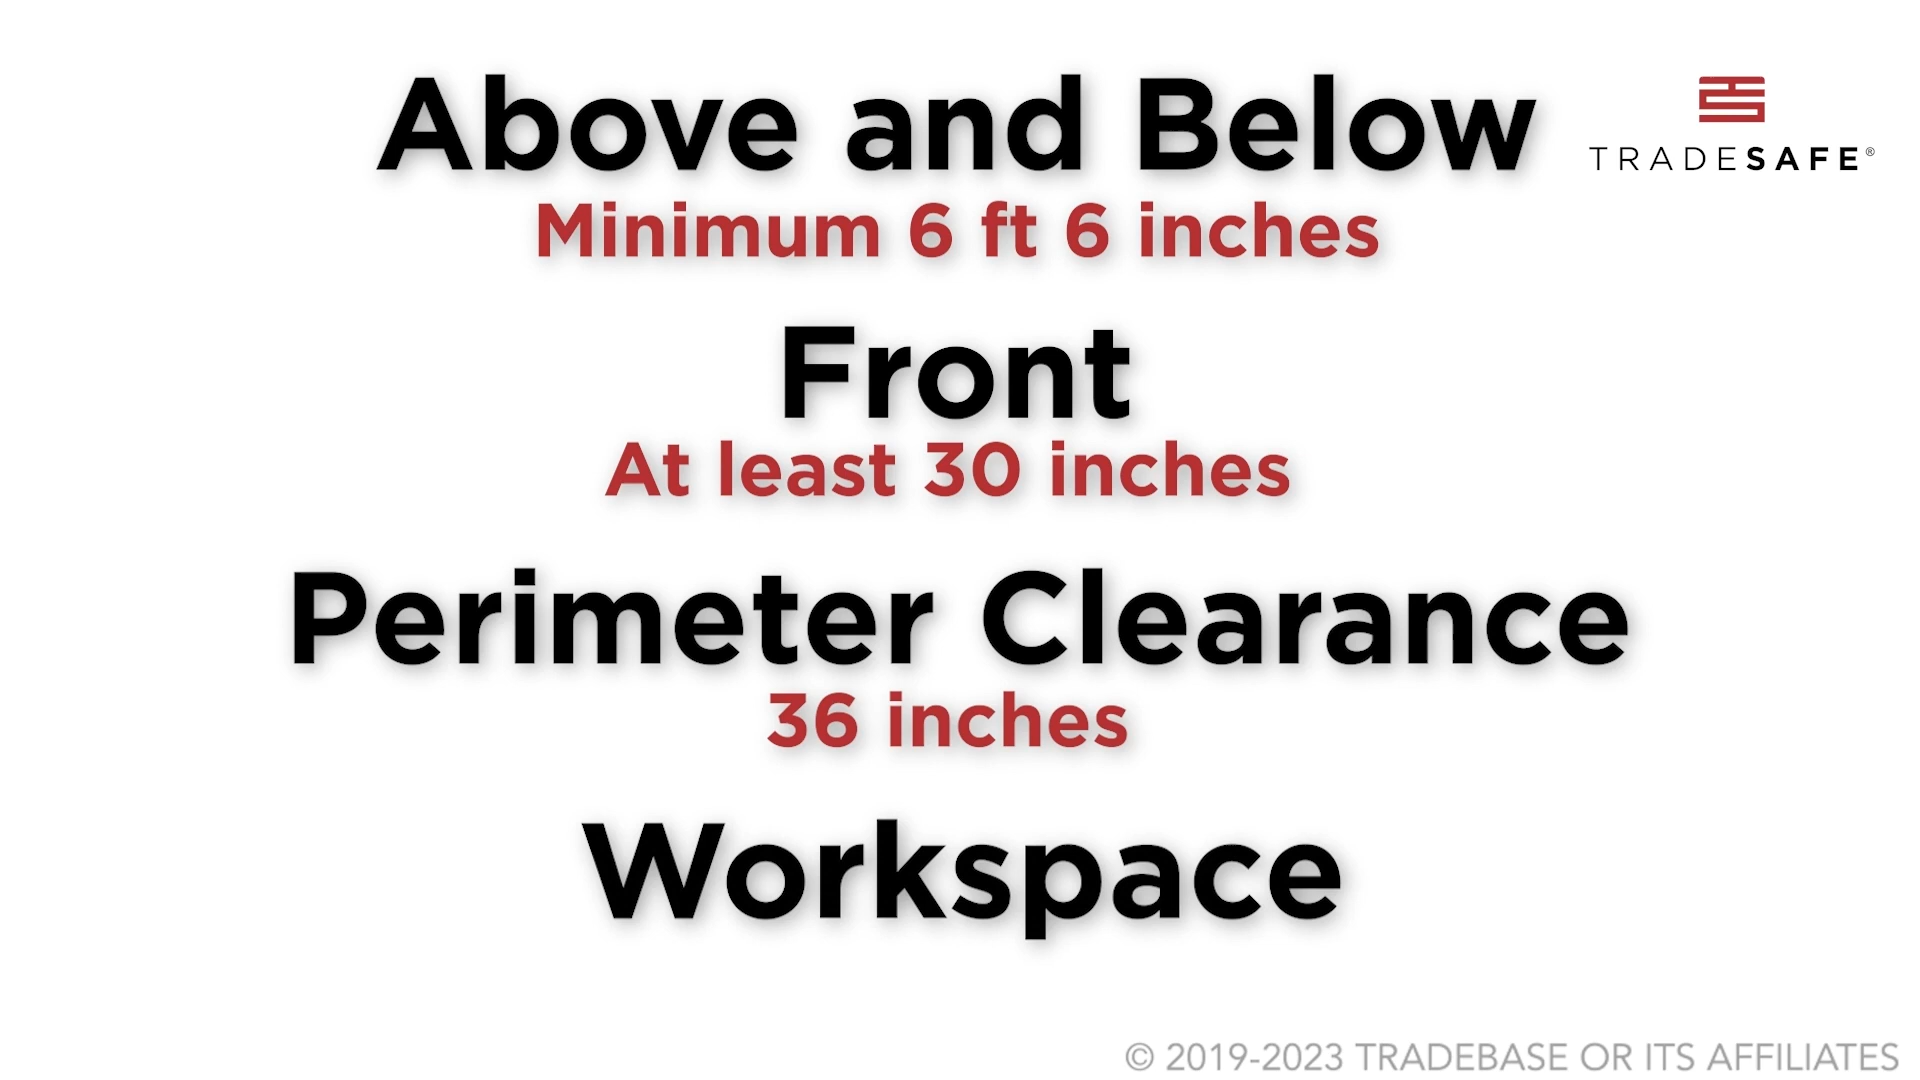 Above and Below
TRADESAFE®
Minimum 6 ft 6 inches
Front
At least 30 inches
Perimeter Clearance
36 inches
Workspace
© 2019-2023 TRADEBASE OR ITS AFFILIATES